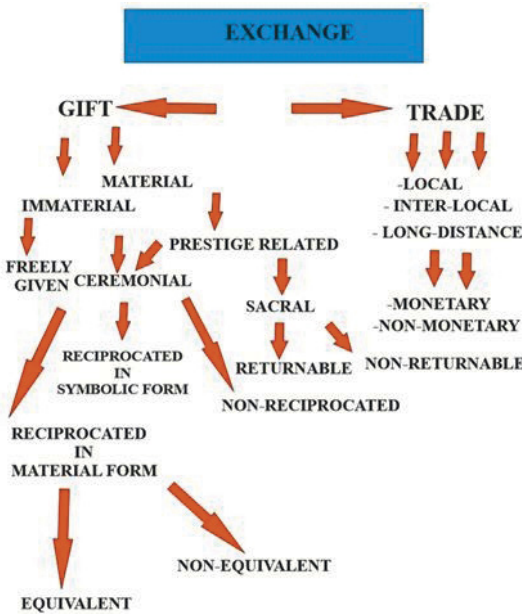 EXCHANGE
GIFT
TRADE
MATERIAL
IMMATERIAL
-LOCAL
- INTER-LOCAL
- LONG-DISTANCE
PRESTIGE RELATED
FREELY
GIVEN
CEREMONIAL
SACRAL
-MONETARY
-NON-MONETARY
RECIPROCATED
IN
SYMBOLIC FORM
RETURNABLE
NON-RETURNABLE
NON-RECIPROCATED
RECIPROCATED
IN
MATERIAL FORM
NON-EQUIVALENT
EQUIVALENT